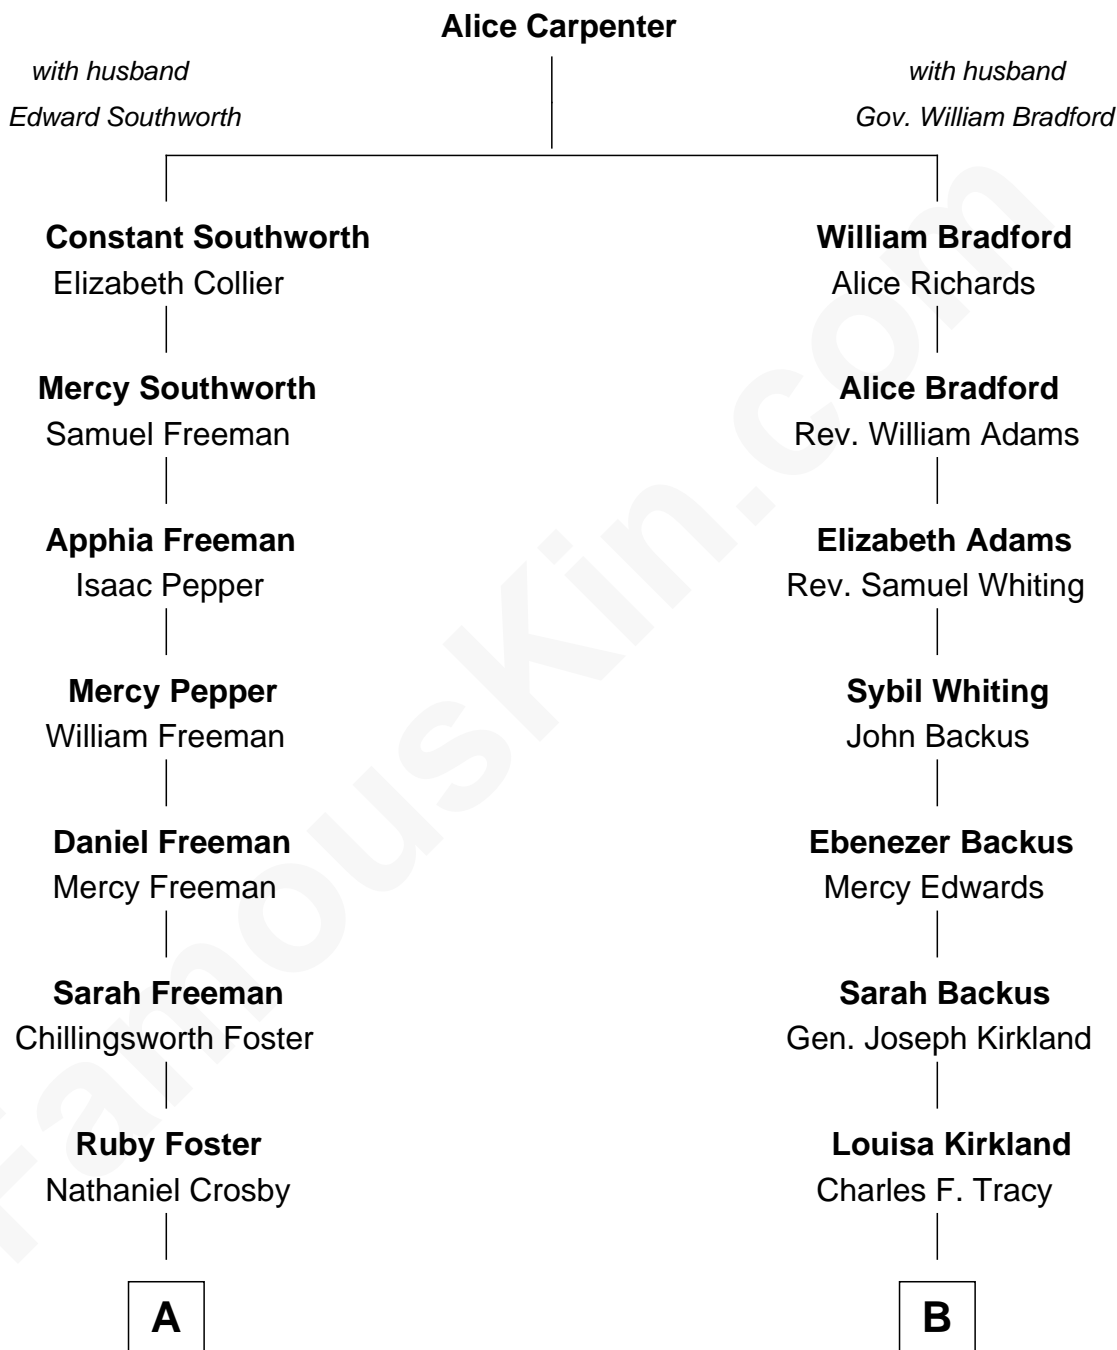 Alice Carpenter
with husband
Edward Southworth
with husband
Gov. William Bradford
Constant Southworth
Elizabeth Collier
William Bradford
Alice Richards
Mercy Southworth
Samuel Freeman
Alice Bradford
Rev. William Adams
Apphia Freeman
Isaac Pepper
Elizabeth Adams
Rev. Samuel Whiting
Mercy Pepper
William Freeman
Sybil Whiting
John Backus
Daniel Freeman
Mercy Freeman
Ebenezer Backus
Mercy Edwards
Sarah Freeman
Chillingsworth Foster
Sarah Backus
Gen. Joseph Kirkland
Ruby Foster
Nathaniel Crosby
Louisa Kirkland
Charles F. Tracy
A
B
FamousKin.com